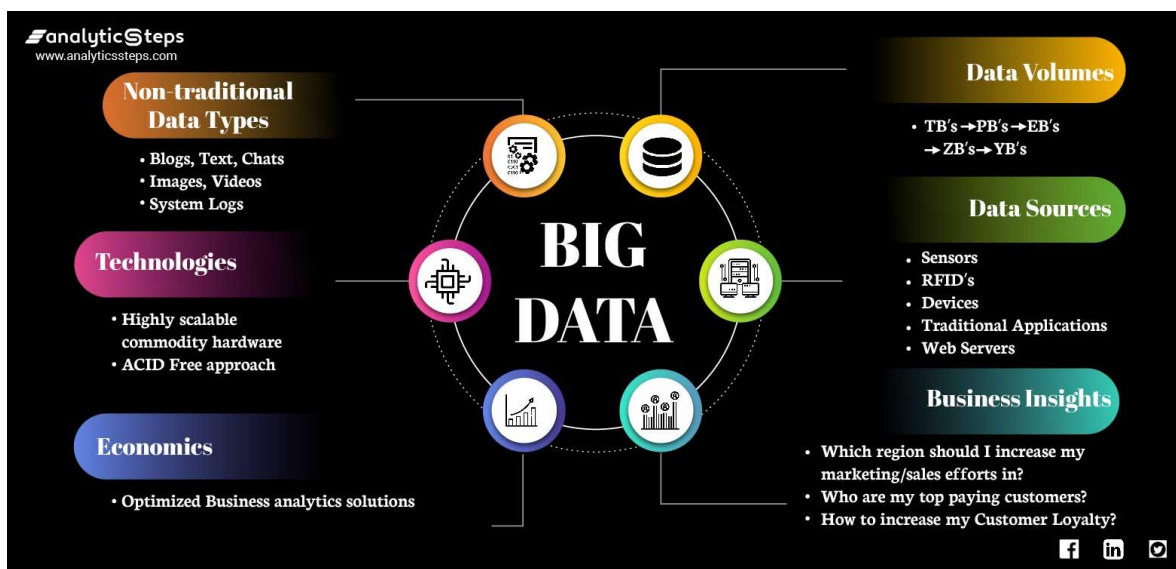 analyticSteps
www.analyticssteps.com
Non-traditional
Data Types
• Blogs, Text, Chats
• Images, Videos
• System Logs
Technologies
• Highly scalable
commodity hardware
• ACID Free approach
Economics
• Optimized Business analytics solutions
BIG
DATA
Data Volumes
• TB's→PB's→EB's
→ZB's→YB's
Data Sources
• Sensors
• RFID's
• Devices
• Traditional Applications
• Web Servers
Business Insights
• Which region should I increase my
marketing/sales efforts in?
• Who are my top paying customers?
• How to increase my Customer Loyalty?